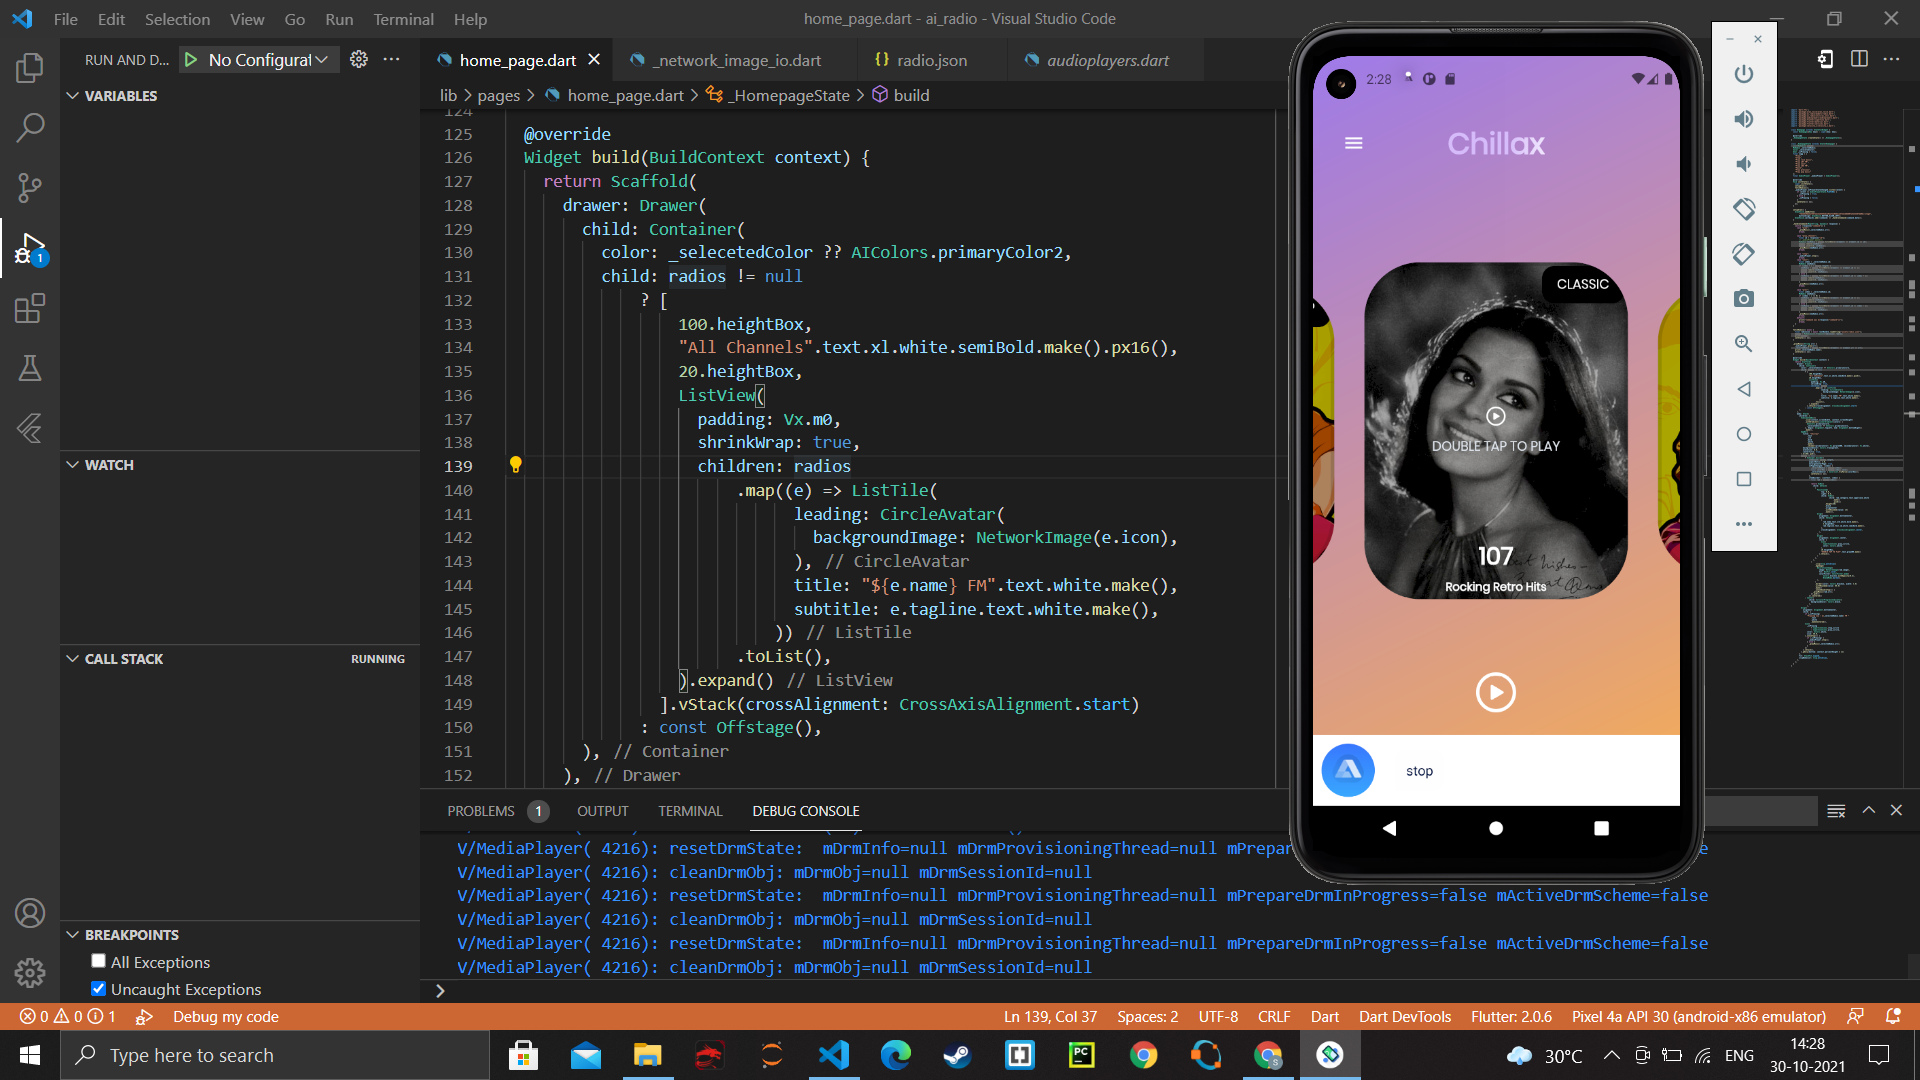 File Edit Selection View Go Run Terminal Help
home_page.dart - ai_radio - Visual Studio Code
RUN AND D... No Configurat
home_page.dart _network_image_io.dart {} radio.json audioplayers.dart
lib > pages > home_page.dart > _HomepageState > build
VARIABLES
WATCH
CALL STACK RUNNING
BREAKPOINTS
All Exceptions
Uncaught Exceptions
1
124
125 @override
126 Widget build(BuildContext context) {
127 return Scaffold(
128 drawer: Drawer(
129 child: Container(
130 color: _selecetedColor ?? AIColors.primaryColor2,
131 child: radios != null
132 ? [
133 100.heightBox,
134 "All Channels".text.xl.white.semiBold.make().px16(),
135 20.heightBox,
136 ListView(
137 padding: Vx.m0,
138 shrinkWrap: true,
139 children: radios
140 .map((e) => ListTile(
141 leading: CircleAvatar(
142 backgroundImage: NetworkImage(e.icon),
143 ), // CircleAvatar
144 title: "${e.name} FM".text.white.make(),
145 subtitle: e.tagline.text.white.make(),
146 )) // ListTile
147 .toList(),
148 ).expand() // ListView
149 ].vStack(crossAlignment: CrossAxisAlignment.start)
150 : const Offstage(),
151 ), // Container
152 ), // Drawer
PROBLEMS 1 OUTPUT TERMINAL DEBUG CONSOLE
V/MediaPlayer( 4216): resetDrmState:  mDrmInfo=null mDrmProvisioningThread=null mPrepar
V/MediaPlayer( 4216): cleanDrmObj: mDrmObj=null mDrmSessionId=null
V/MediaPlayer( 4216): resetDrmState:  mDrmInfo=null mDrmProvisioningThread=null mPrepareDrmInProgress=false mActiveDrmScheme=false
V/MediaPlayer( 4216): cleanDrmObj: mDrmObj=null mDrmSessionId=null
V/MediaPlayer( 4216): resetDrmState:  mDrmInfo=null mDrmProvisioningThread=null mPrepareDrmInProgress=false mActiveDrmScheme=false
V/MediaPlayer( 4216): cleanDrmObj: mDrmObj=null mDrmSessionId=null
2:28
Chillax
CLASSIC
DOUBLE TAP TO PLAY
107
Rocking Retro Hits
stop
0 0 1 Debug my code Ln 139, Col 37 Spaces: 2 UTF-8 CRLF Dart Dart DevTools Flutter: 2.0.6 Pixel 4a API 30 (android-x86 emulator)
Type here to search
PC
30°C ENG 14:28
30-10-2021